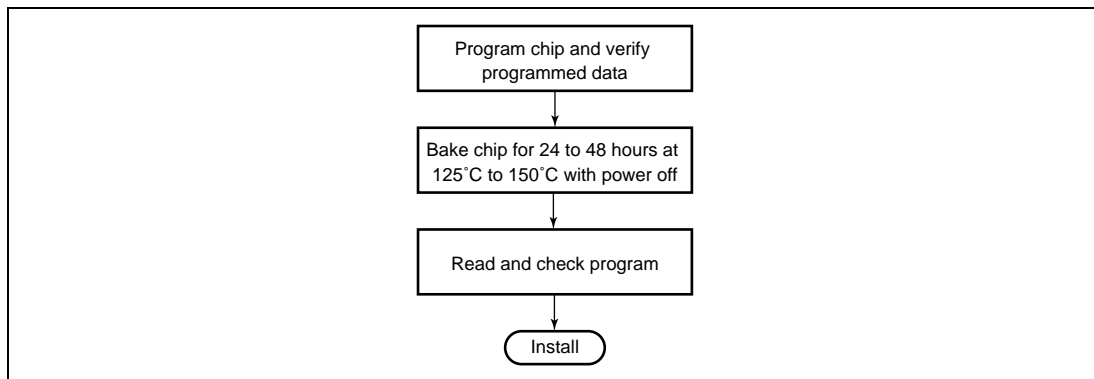 Program chip and verify
programmed data
Bake chip for 24 to 48 hours at
125˚C to 150˚C with power off
Read and check program
Install